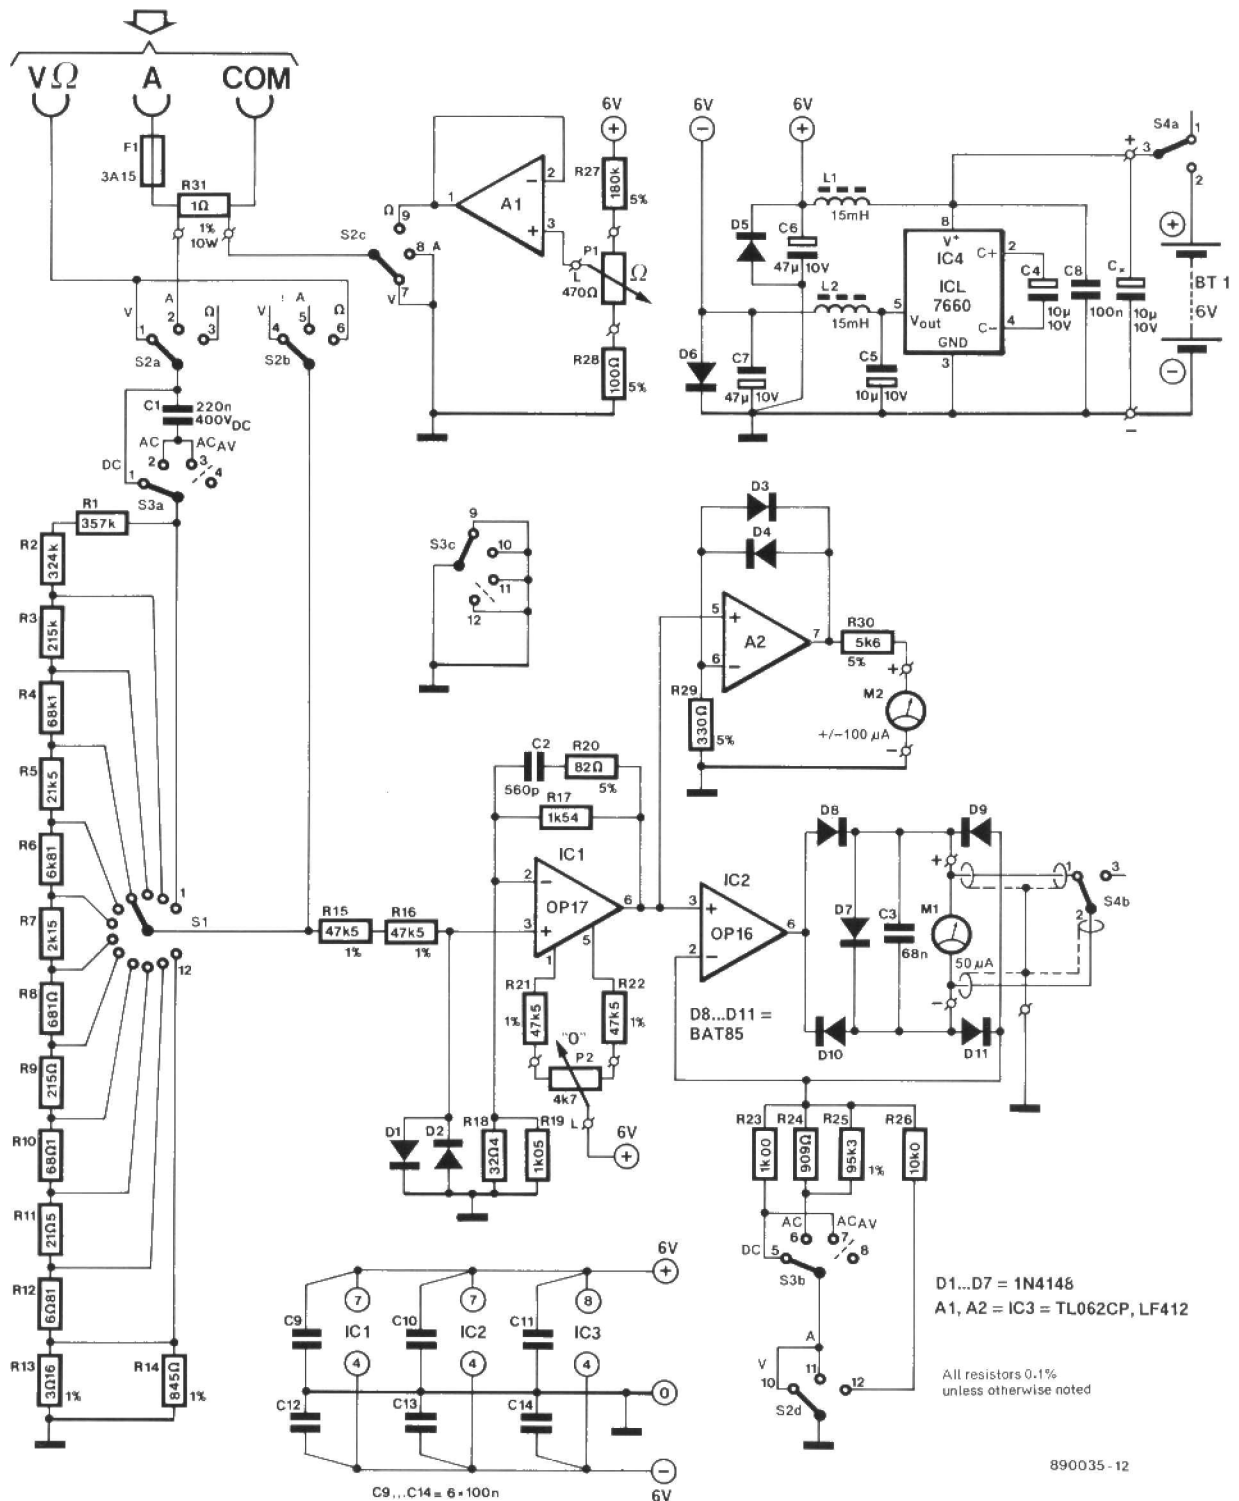 VΩ A COM
F1
3A15
R31
1Ω
1%
10W
V A Ω
1 2 3
S2a
V A Ω
4 5 6
S2b
C1
220n
400VDC
AC ACAV
DC
1 2 3 4
S3a
Ω 9
8 A
7 V
S2c
1 2 3
A1
6V
+
R27
180k
5%
P1
L
470Ω
Ω
R28
100Ω
5%
6V
−
6V
+
L1
15mH
D5
C6
47µ 10V
L2
15mH
D6
C7
47µ 10V
C5
10µ 10V
8
V+
IC4
ICL
7660
C+ 2
C− 4
5
Vout
GND
3
C4
10µ
10V
C8
100n
Cx
10µ
10V
+
−
S4a
1
3
2
+
BT 1
6V
−
R1
357k
R2
324k
R3
215k
R4
68k1
R5
21k5
R6
6k81
R7
2k15
R8
681Ω
R9
215Ω
R10
68Ω1
R11
21Ω5
R12
6Ω81
R13
3Ω16
1%
R14
845Ω
1%
1
S1
12
S3c
9
10
11
12
D3
D4
5 +
A2
6 −
7
R30
5k6
5%
R29
330Ω
5%
+
M2
+/−100 µA
−
C2
560p
R20
82Ω
5%
R17
1k54
R15
47k5
1%
R16
47k5
1%
IC1
2 −
OP17
3 +
6
1
5
R21
47k5
1%
R22
47k5
1%
"0"
P2
4k7
L
6V
+
D1
D2
R18
32Ω4
R19
1k05
IC2
3 +
OP16
2 −
6
D8...D11 =
BAT85
D8
D9
D7
C3
68n
+
M1
50 µA
−
D10
D11
1
3
S4b
2
R23
1k00
R24
909Ω
R25
95k3
1%
R26
10k0
AC ACAV
6 7
DC 5
8
S3b
A
V
10
11
12
S2d
C9
7
IC1
4
C12
C10
7
IC2
4
C13
C11
8
IC3
4
C14
6V
+
0
−
6V
C9...C14 = 6×100n
D1...D7 = 1N4148
A1, A2 = IC3 = TL062CP, LF412
All resistors 0.1%
unless otherwise noted
890035-12